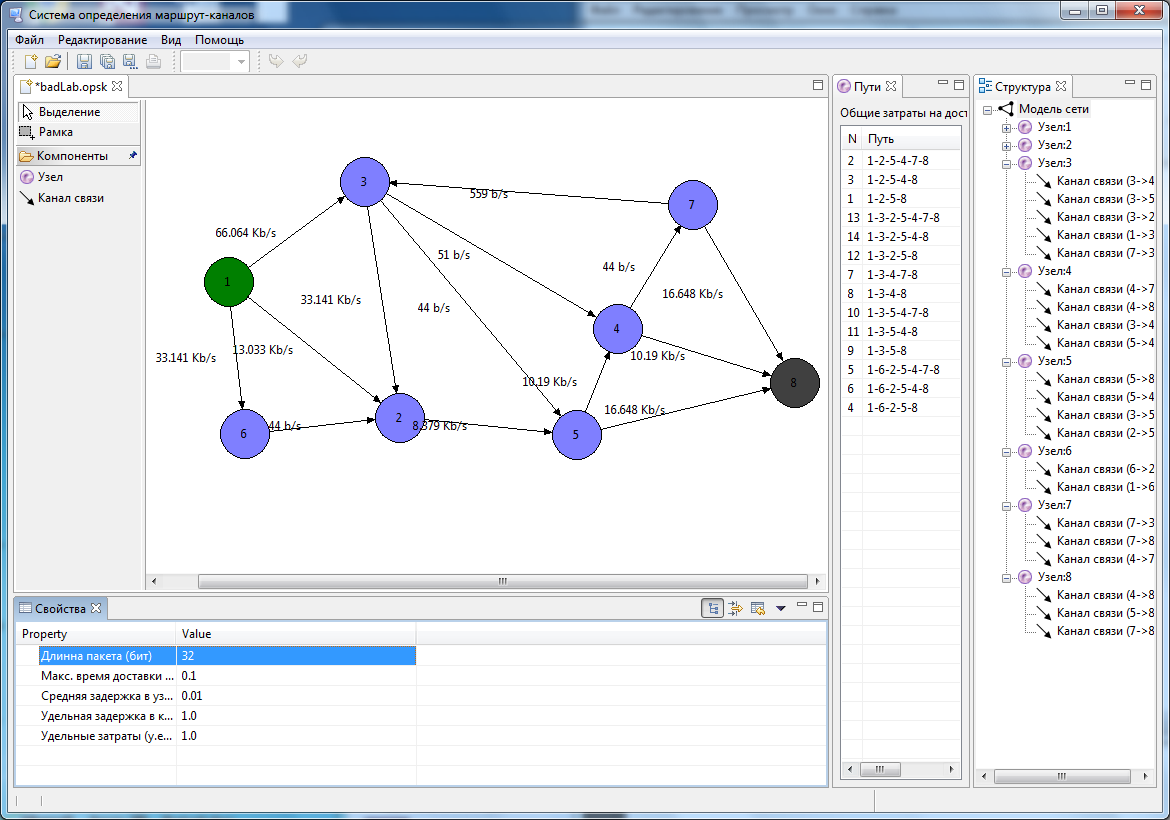 Система определения маршрут-каналов
Файл Редактирование Вид Помощь
*badLab.opsk
Выделение
Рамка
Компоненты
Узел
Канал связи
3
7
1
4
8
6
2
5
559 b/s
66.064 Kb/s
51 b/s
44 b/s
16.648 Kb/s
33.141 Kb/s
44 b/s
33.141 Kb/s
13.033 Kb/s
10.19 Kb/s
10.19 Kb/s
16.648 Kb/s
44 b/s
8.379 Kb/s
Пути
Общие затраты на дост
N Путь
2 1-2-5-4-7-8
3 1-2-5-4-8
1 1-2-5-8
13 1-3-2-5-4-7-8
14 1-3-2-5-4-8
12 1-3-2-5-8
7 1-3-4-7-8
8 1-3-4-8
10 1-3-5-4-7-8
11 1-3-5-4-8
9 1-3-5-8
5 1-6-2-5-4-7-8
6 1-6-2-5-4-8
4 1-6-2-5-8
Структура
Модель сети
Узел:1
Узел:2
Узел:3
Канал связи (3->4
Канал связи (3->5
Канал связи (3->2
Канал связи (1->3
Канал связи (7->3
Узел:4
Канал связи (4->7
Канал связи (4->8
Канал связи (3->4
Канал связи (5->4
Узел:5
Канал связи (5->8
Канал связи (5->4
Канал связи (3->5
Канал связи (2->5
Узел:6
Канал связи (6->2
Канал связи (1->6
Узел:7
Канал связи (7->3
Канал связи (7->8
Канал связи (4->7
Узел:8
Канал связи (4->8
Канал связи (5->8
Канал связи (7->8
Свойства
Property Value
Длинна пакета (бит) 32
Макс. время доставки ... 0.1
Средняя задержка в уз... 0.01
Удельная задержка в к... 1.0
Удельные затраты (у.е... 1.0